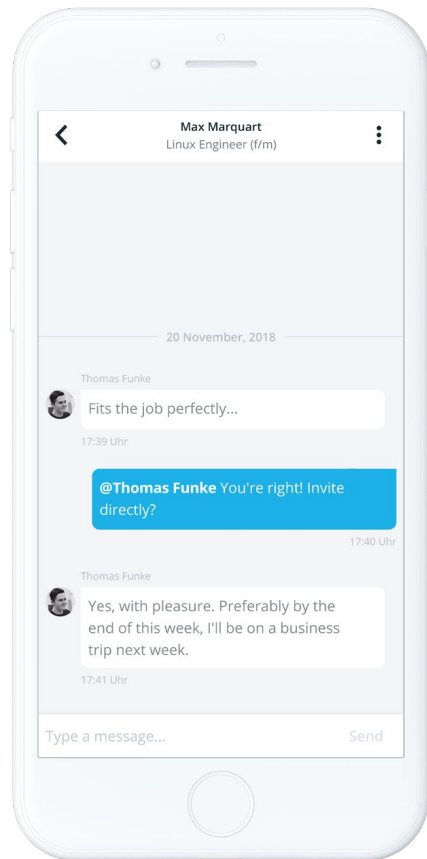 Max Marquart
Linux Engineer (f/m)
20 November, 2018
Thomas Funke
Fits the job perfectly...
17:39 Uhr
@Thomas Funke You're right! Invite
directly?
17:40 Uhr
Thomas Funke
Yes, with pleasure. Preferably by the
end of this week, I'll be on a business
trip next week.
17:41 Uhr
Type a message... Send